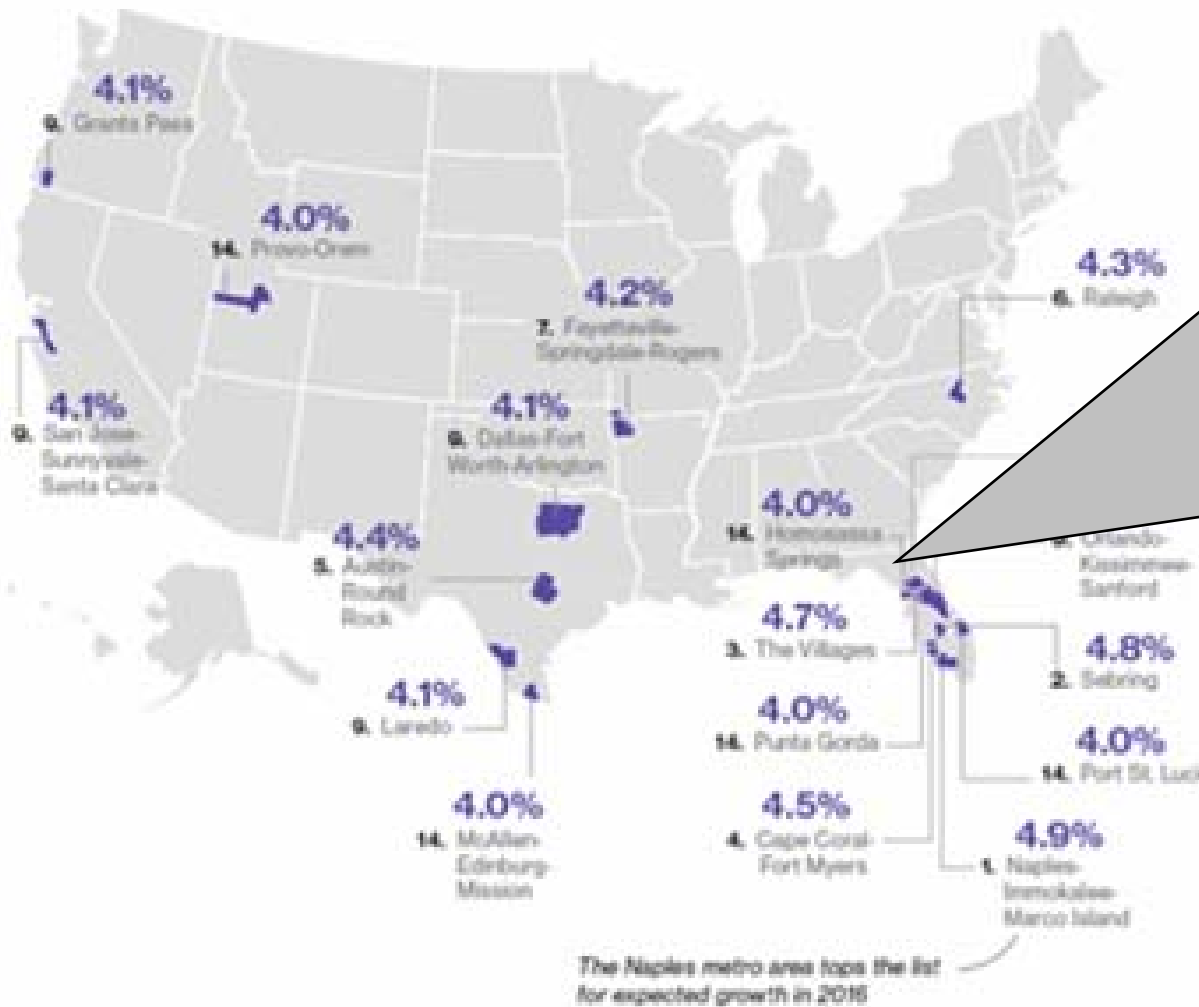 4.1%
9. Grants Pass
4.0%
14. Provo-Orem
4.2%
7. Fayetteville-
Springdale-Rogers
4.3%
6. Raleigh
4.1%
9. San Jose-
Sunnyvale-
Santa Clara
4.1%
9. Dallas-Fort
Worth-Arlington
4.4%
5. Austin-
Round
Rock
4.0%
14. Homosassa
Springs
Orlando-
Kissimmee-
Sanford
4.7%
3. The Villages
4.8%
2. Sebring
4.1%
9. Laredo
4.0%
14. Punta Gorda
4.0%
14. Port St. Luci
4.0%
14. McAllen-
Edinburg-
Mission
4.5%
4. Cape Coral-
Fort Myers
4.9%
1. Naples-
Immokalee-
Marco Island
The Naples metro area tops the list
for expected growth in 2016